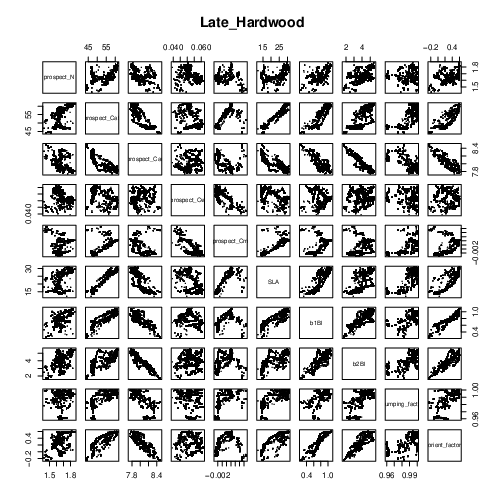 Late_Hardwood
45 55 0.040 0.060 15 25 2 4 −0.2 0.4
prospect_N 1.5 1.8
45 55 rospect_Ca
rospect_Ca 7.8 8.4
0.040 rospect_Ca
prospect_Cm −0.002
15 30 SLA
b1Bl 0.4 1.0
2 4 b2Bl
umping_fact 0.96 1.00
−0.2 0.4 orient_factor
1.5 1.8 7.8 8.4 −0.002 0.4 1.0 0.96 0.99